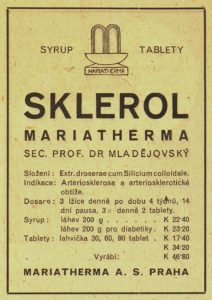 SYRUP TABLETY
MARIATHERMA
SKLEROL
MARIATHERMA
SEC. PROF. DR MLADĚJOVSKÝ
Složení: Extr. droserae cum Silicium colloidale.
Indikace: Arteriosklerosa a arteriosklerotické
obtíže.
Dosare: 3 lžíce denně po dobu 4 týdnů, 14
dní pausa, 3× denně 2 tablety.
Syrup: láhev 200 g . . . . . K 22·40
láhev 200 g pro diabetiky . . K 23·20
Tablety: lahvička 30, 60, 90 tablet . K 17·40
K 34·20
Vyrábí: K 46·80
MARIATHERMA A. S. PRAHA